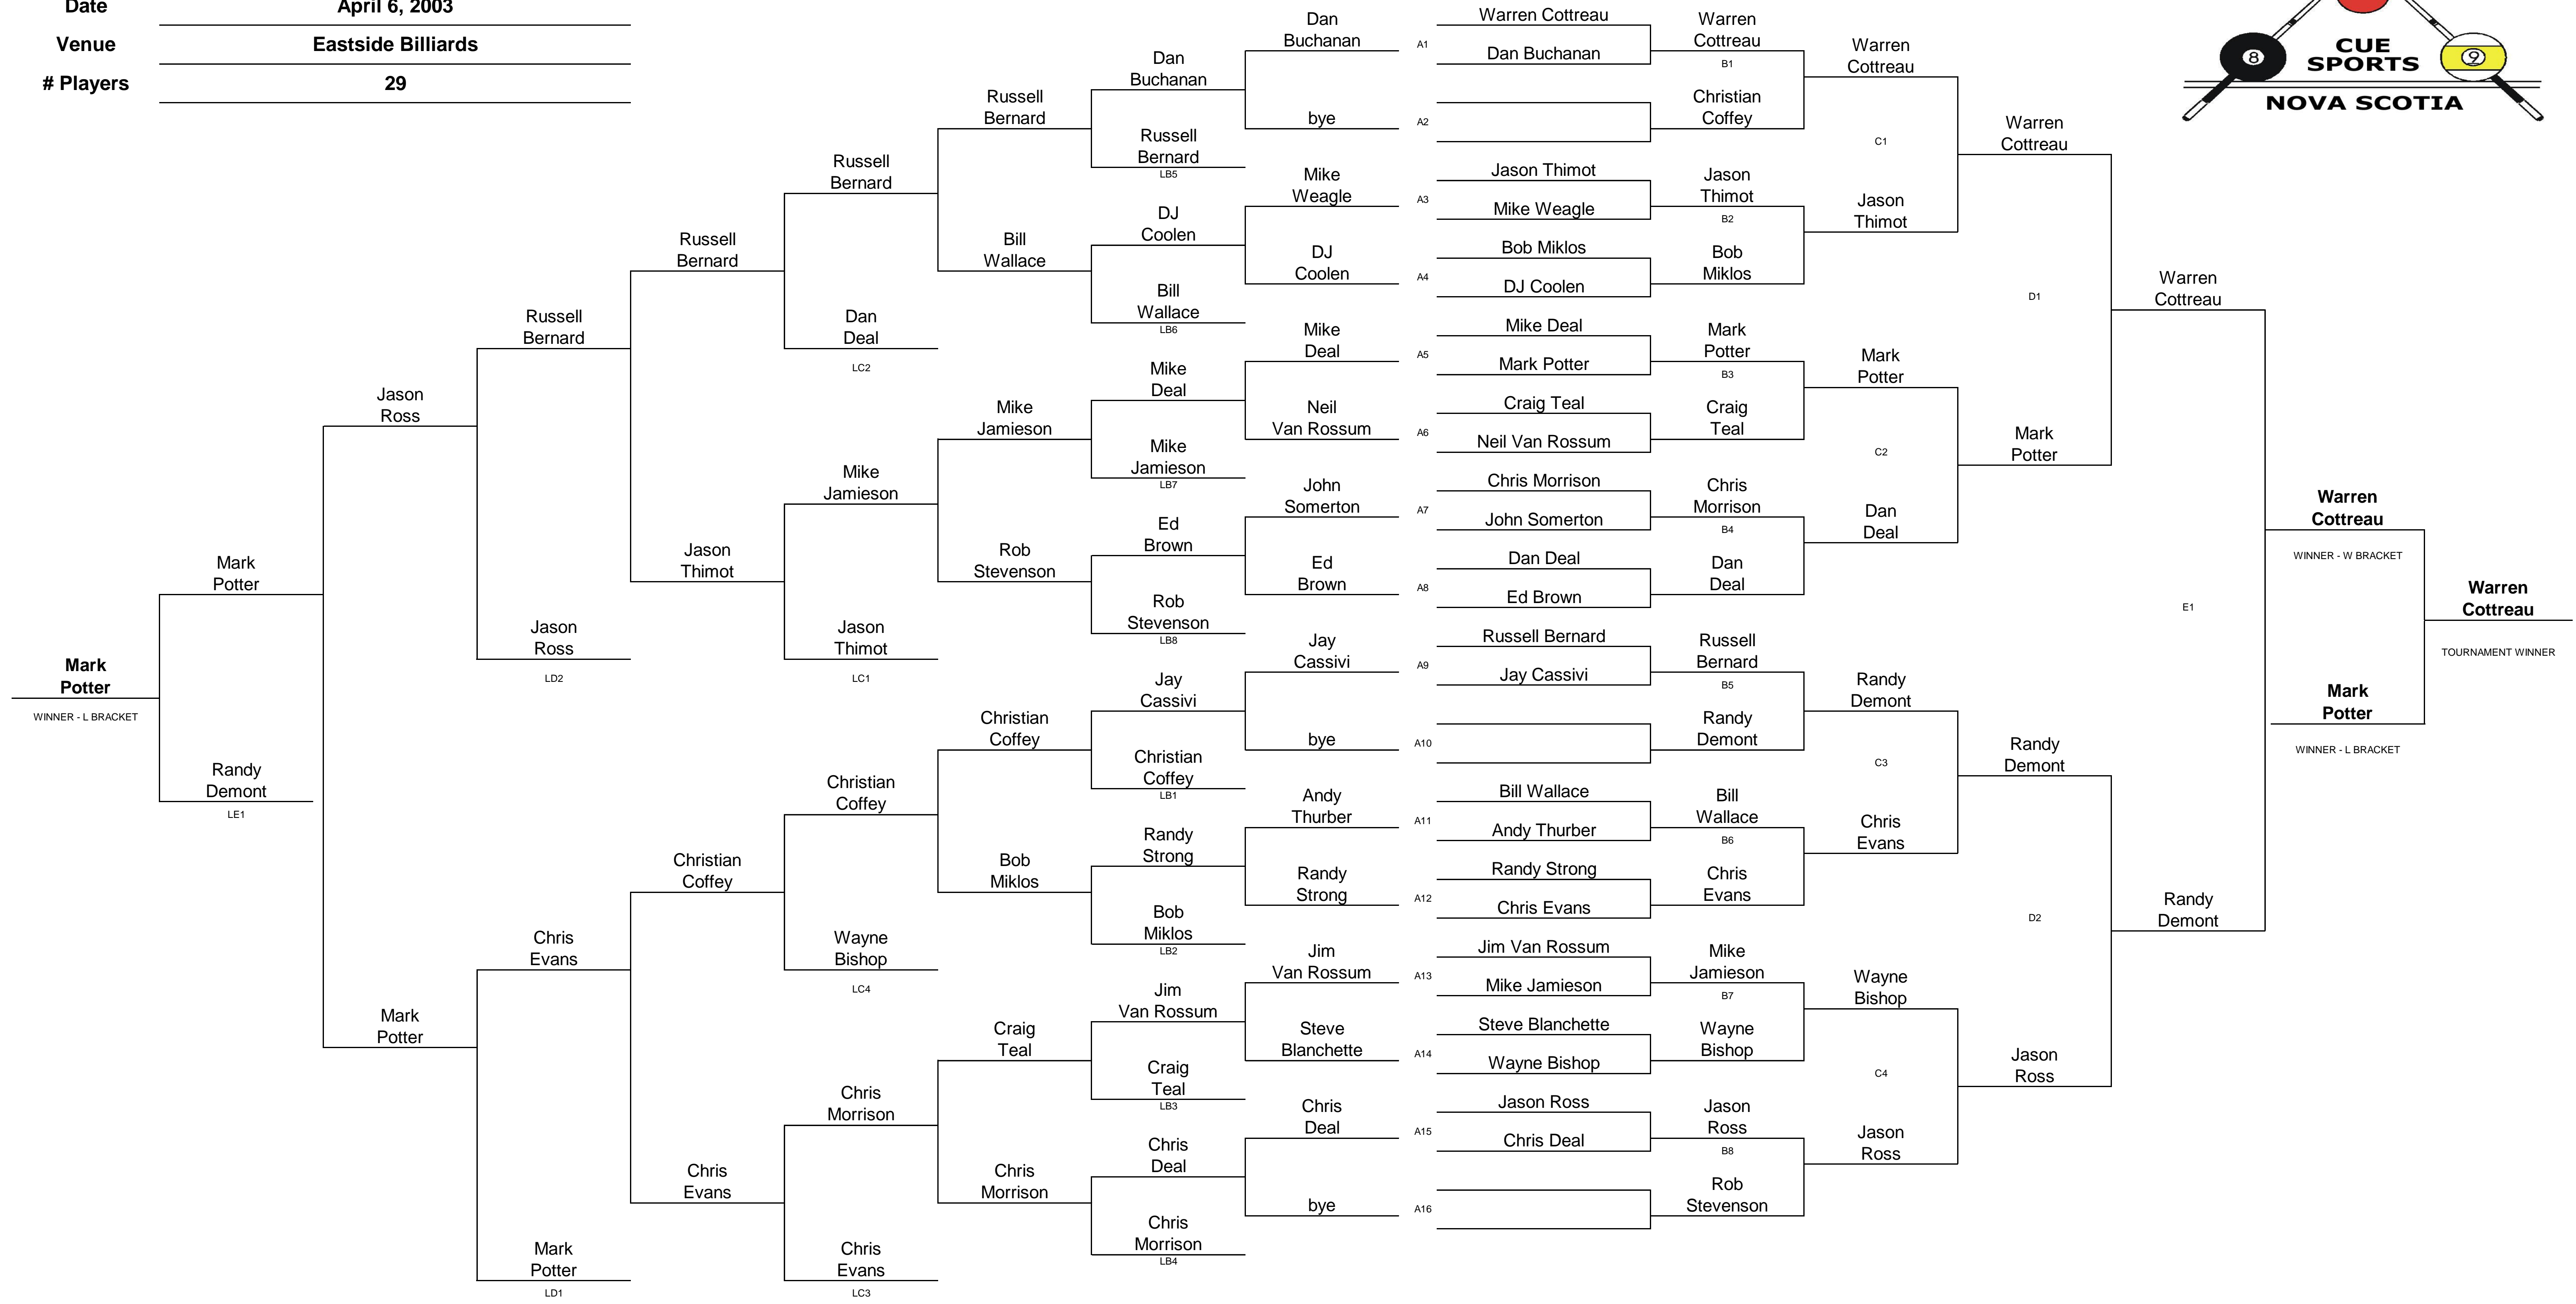 Date
April 6, 2003
Venue
Eastside Billiards
# Players
29
8
9
CUE
SPORTS
NOVA SCOTIA
Mark
Potter
WINNER - L BRACKET
Mark
Potter
Randy
Demont
LE1
Jason
Ross
Mark
Potter
Russell
Bernard
Jason
Ross
LD2
Chris
Evans
Mark
Potter
LD1
Russell
Bernard
Jason
Thimot
Christian
Coffey
Chris
Evans
Russell
Bernard
Dan
Deal
LC2
Mike
Jamieson
Jason
Thimot
LC1
Christian
Coffey
Wayne
Bishop
LC4
Chris
Morrison
Chris
Evans
LC3
Russell
Bernard
Bill
Wallace
Mike
Jamieson
Rob
Stevenson
Christian
Coffey
Bob
Miklos
Craig
Teal
Chris
Morrison
Dan
Buchanan
Russell
Bernard
LB5
DJ
Coolen
Bill
Wallace
LB6
Mike
Deal
Mike
Jamieson
LB7
Ed
Brown
Rob
Stevenson
LB8
Jay
Cassivi
Christian
Coffey
LB1
Randy
Strong
Bob
Miklos
LB2
Jim
Van Rossum
Craig
Teal
LB3
Chris
Deal
Chris
Morrison
LB4
Dan
Buchanan
bye
Mike
Weagle
DJ
Coolen
Mike
Deal
Neil
Van Rossum
John
Somerton
Ed
Brown
Jay
Cassivi
bye
Andy
Thurber
Randy
Strong
Jim
Van Rossum
Steve
Blanchette
Chris
Deal
bye
A1
A2
A3
A4
A5
A6
A7
A8
A9
A10
A11
A12
A13
A14
A15
A16
Warren Cottreau
Dan Buchanan
Jason Thimot
Mike Weagle
Bob Miklos
DJ Coolen
Mike Deal
Mark Potter
Craig Teal
Neil Van Rossum
Chris Morrison
John Somerton
Dan Deal
Ed Brown
Russell Bernard
Jay Cassivi
Bill Wallace
Andy Thurber
Randy Strong
Chris Evans
Jim Van Rossum
Mike Jamieson
Steve Blanchette
Wayne Bishop
Jason Ross
Chris Deal
Warren
Cottreau
B1
Christian
Coffey
Jason
Thimot
B2
Bob
Miklos
Mark
Potter
B3
Craig
Teal
Chris
Morrison
B4
Dan
Deal
Russell
Bernard
B5
Randy
Demont
Bill
Wallace
B6
Chris
Evans
Mike
Jamieson
B7
Wayne
Bishop
Jason
Ross
B8
Rob
Stevenson
Warren
Cottreau
C1
Jason
Thimot
Mark
Potter
C2
Dan
Deal
Randy
Demont
C3
Chris
Evans
Wayne
Bishop
C4
Jason
Ross
Warren
Cottreau
D1
Mark
Potter
Randy
Demont
D2
Jason
Ross
Warren
Cottreau
E1
Randy
Demont
Warren
Cottreau
WINNER - W BRACKET
Mark
Potter
WINNER - L BRACKET
Warren
Cottreau
TOURNAMENT WINNER